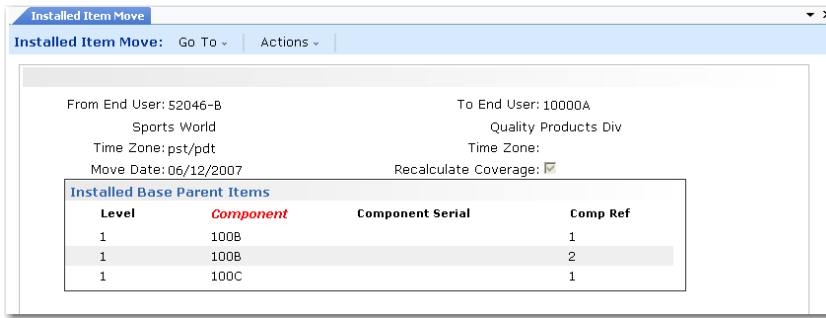 Installed Item Move
Installed Item Move: Go To Actions
From End User: 52046-B To End User: 10000A
Sports World Quality Products Div
Time Zone: pst/pdt Time Zone:
Move Date: 06/12/2007 Recalculate Coverage:
Installed Base Parent Items
Level Component Component Serial Comp Ref
1 100B 1
1 100B 2
1 100C 1